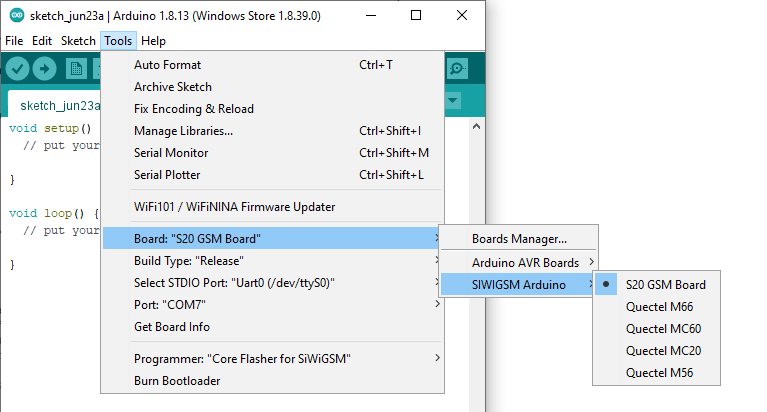 sketch_jun23a | Arduino 1.8.13 (Windows Store 1.8.39.0)
File Edit Sketch Tools Help
sketch_jun23a
void setup()
// put your
}
void loop() {
// put your
}
Auto Format Ctrl+T
Archive Sketch
Fix Encoding & Reload
Manage Libraries... Ctrl+Shift+I
Serial Monitor Ctrl+Shift+M
Serial Plotter Ctrl+Shift+L
WiFi101 / WiFiNINA Firmware Updater
Board: "S20 GSM Board"
Build Type: "Release"
Select STDIO Port: "Uart0 (/dev/ttyS0)"
Port: "COM7"
Get Board Info
Programmer: "Core Flasher for SiWiGSM"
Burn Bootloader
Boards Manager...
Arduino AVR Boards
SIWIGSM Arduino
S20 GSM Board
Quectel M66
Quectel MC60
Quectel MC20
Quectel M56